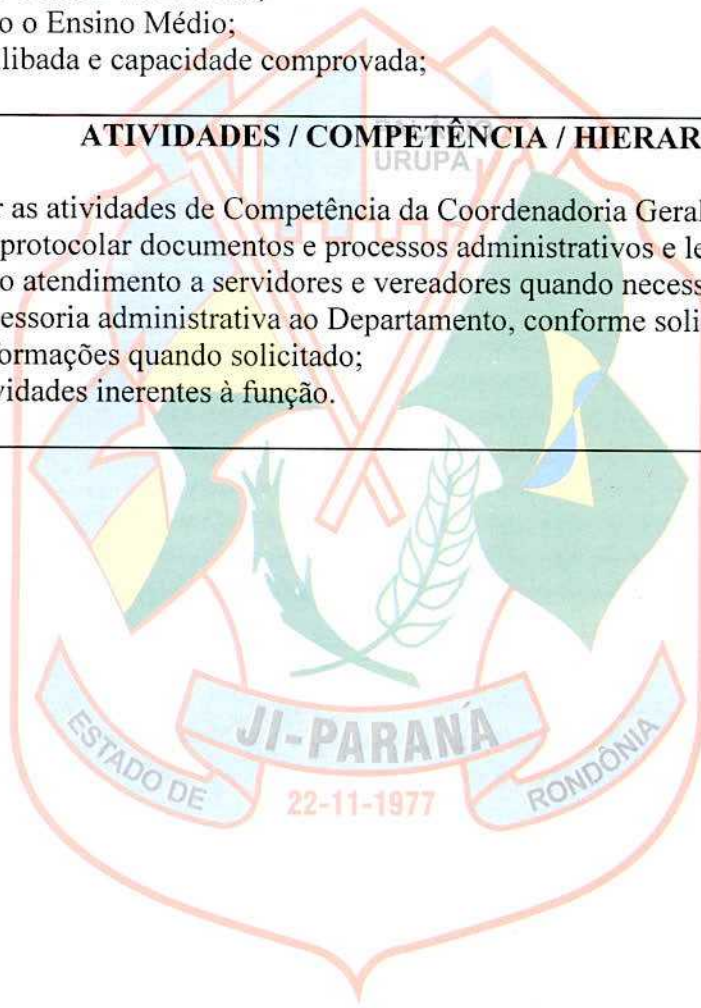 o o Ensino Médio;
libada e capacidade comprovada;
ATIVIDADES / COMPETÊNCIA / HIERAR
PALÁCIO
URUPÁ
r as atividades de Competência da Coordenadoria Geral
protocolar documentos e processos administrativos e le
o atendimento a servidores e vereadores quando necess
essoria administrativa ao Departamento, conforme soli
ormações quando solicitado;
vidades inerentes à função.
JI-PARANÁ
ESTADO DE
22-11-1977
RONDÔNIA